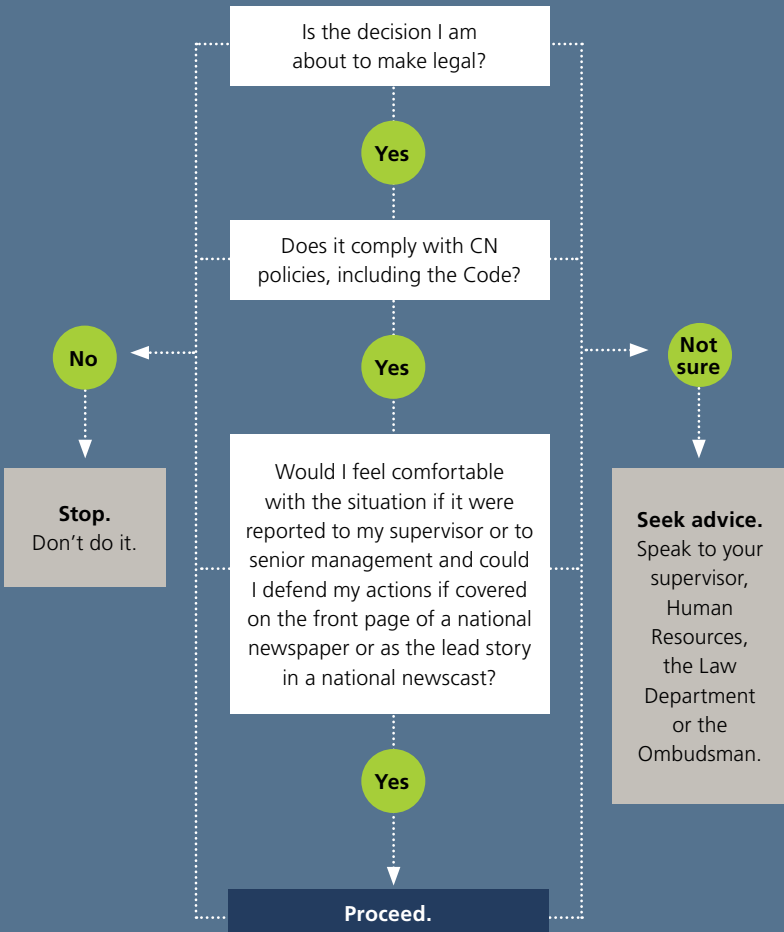 Is the decision I am
about to make legal?
Yes
Does it comply with CN
policies, including the Code?
No
Yes
Not
sure
Stop.
Don't do it.
Would I feel comfortable
with the situation if it were
reported to my supervisor or to
senior management and could
I defend my actions if covered
on the front page of a national
newspaper or as the lead story
in a national newscast?
Seek advice.
Speak to your
supervisor,
Human
Resources,
the Law
Department
or the
Ombudsman.
Yes
Proceed.